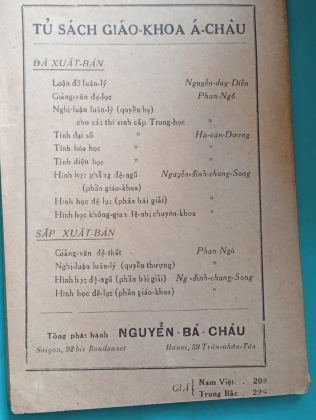 TỦ SÁCH GIÁO-KHOA Á-CHÂU
ĐÃ XUẤT-BẢN
Luận đề luân-lý Nguyễn-duy-Diễn
Giảng-văn đệ-lục Phan-Ngô
Nghị-luận luân-lý (quyển hạ)
cho các thí sinh cấp Trung-học "
Tính đại số " Hà-văn-Dương
Tính hóa học " "
Tính điện học " "
Hình học phẳng đệ-ngũ Nguyễn-đình-chung-Song
(phần giáo-khoa)
Hình học đệ lục (phần bài giải) "
Hình học không-gian đệ-nhị chuyên-khoa "
SẮP XUẤT-BẢN
Giảng-văn đệ-thất Phan-Ngô
Nghị-luận luân-lý (quyển thượng) "
Hình học đệ-ngũ (phần bài giải) Ng-đình-chung-Song
Hình học đệ-lục (phần giáo-khoa) "
Tổng phát hành NGUYỄN-BÁ-CHÂU
Saigon, 92 bis Bourdonnet Hanoi, 59 Trần-nhân-Tôn
GIÁ Nam Việt. 20$
Trung Bắc. 22$